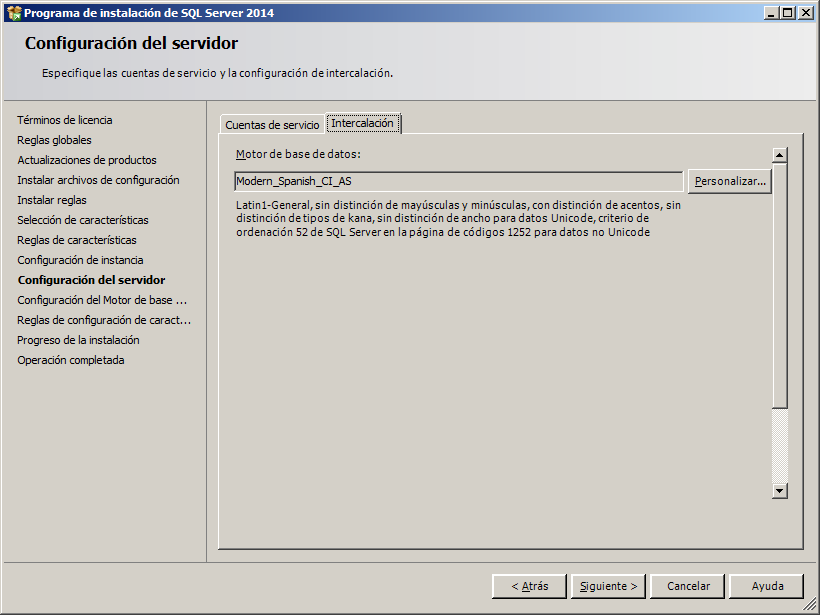 Programa de instalación de SQL Server 2014
Configuración del servidor
Especifique las cuentas de servicio y la configuración de intercalación.
Términos de licencia
Reglas globales
Actualizaciones de productos
Instalar archivos de configuración
Instalar reglas
Selección de características
Reglas de características
Configuración de instancia
Configuración del servidor
Configuración del Motor de base ...
Reglas de configuración de caract...
Progreso de la instalación
Operación completada
Cuentas de servicio
Intercalación
Motor de base de datos:
Modern_Spanish_CI_AS
Personalizar...
Latin1-General, sin distinción de mayúsculas y minúsculas, con distinción de acentos, sin
distinción de tipos de kana, sin distinción de ancho para datos Unicode, criterio de
ordenación 52 de SQL Server en la página de códigos 1252 para datos no Unicode
< Atrás
Siguiente >
Cancelar
Ayuda